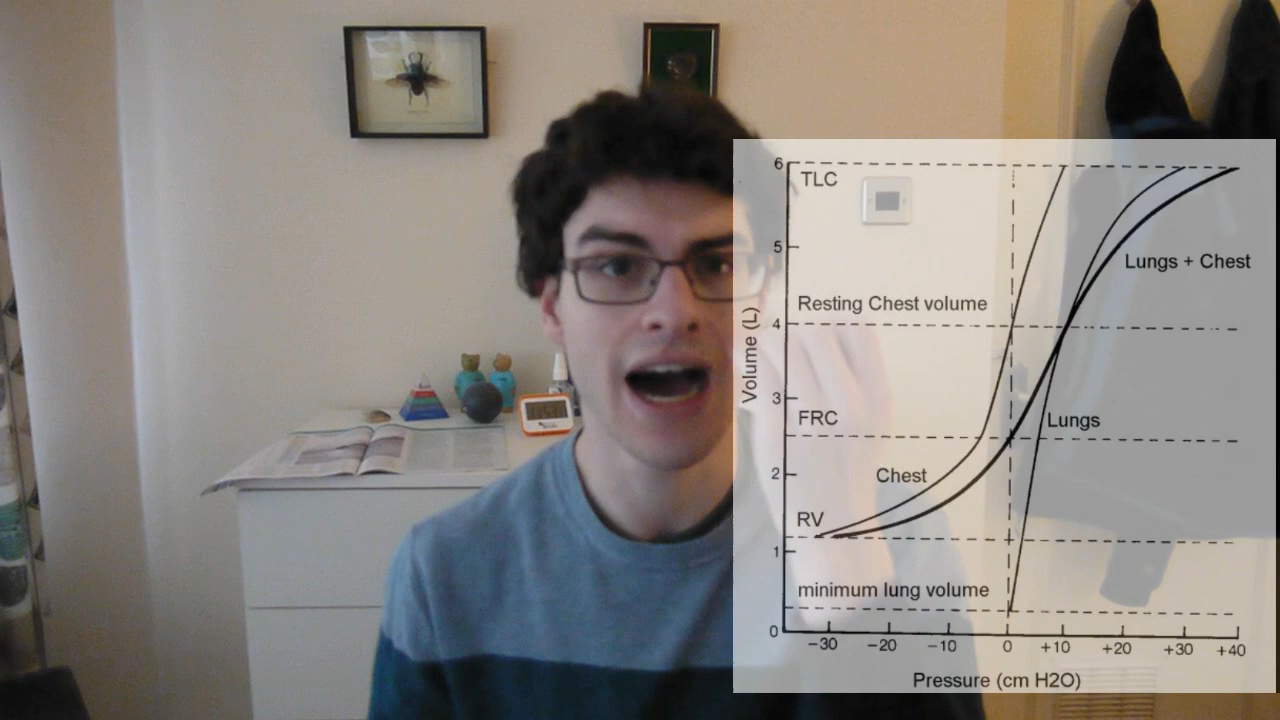 6
TLC
5
Lungs + Chest
Resting Chest volume
4
Volume (L)
3
FRC
Lungs
2
Chest
RV
1
minimum lung volume
0
−30 −20 −10 0 +10 +20 +30 +40
Pressure (cm H2O)